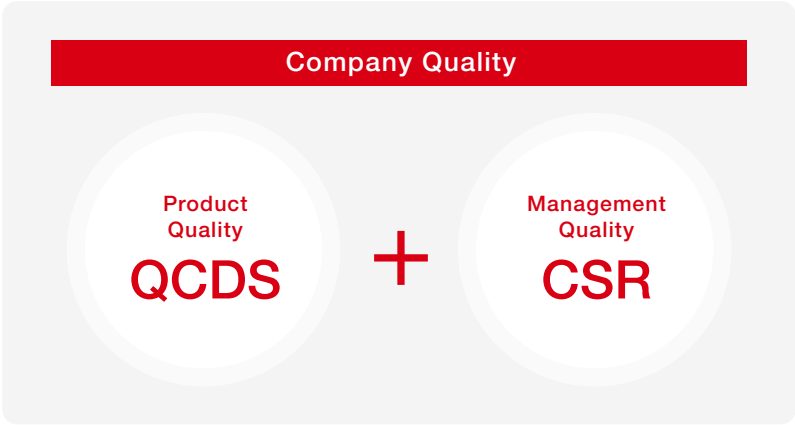 Company Quality
Product
Quality
QCDS
+
Management
Quality
CSR